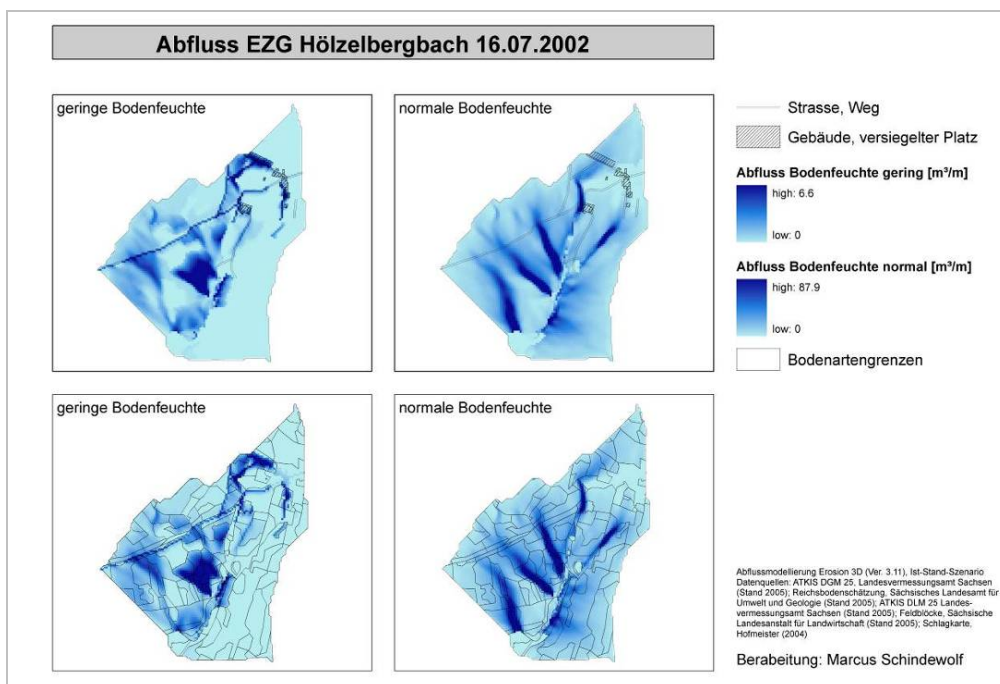 Abfluss EZG Hölzelbergbach 16.07.2002
geringe Bodenfeuchte
normale Bodenfeuchte
Strasse, Weg
Gebäude, versiegelter Platz
Abfluss Bodenfeuchte gering [m³/m]
high: 6.6
low: 0
Abfluss Bodenfeuchte normal [m³/m]
high: 87.9
low: 0
Bodenartengrenzen
geringe Bodenfeuchte
normale Bodenfeuchte
Abflussmodellierung Erosion 3D (Ver. 3.11), Ist-Stand-Szenario
Datenquellen: ATKIS DGM 25, Landesvermessungsamt Sachsen
(Stand 2005); Reichsbodenschätzung, Sächsisches Landesamt für
Umwelt und Geologie (Stand 2005); ATKIS DLM 25 Landes-
vermessungsamt Sachsen (Stand 2005); Feldblöcke, Sächsische
Landesanstalt für Landwirtschaft (Stand 2005); Schlagkarte,
Hofmeister (2004)
Berabeitung: Marcus Schindewolf